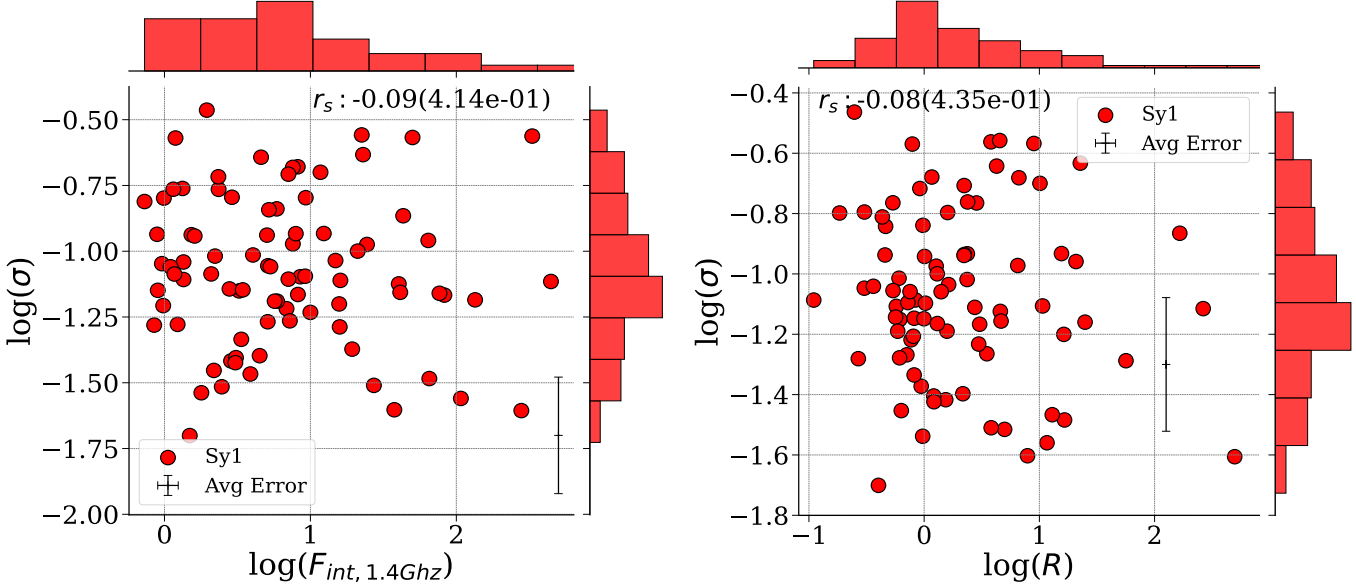 r_s : -0.09(4.14e-01)
−0.50
−0.75
−1.00
−1.25
−1.50
−1.75
−2.00
log(σ)
Sy1
Avg Error
0 1 2
log(F_{int, 1.4Ghz})
r_s : -0.08(4.35e-01)
Sy1
Avg Error
−0.4
−0.6
−0.8
−1.0
−1.2
−1.4
−1.6
−1.8
log(σ)
−1 0 1 2
log(R)